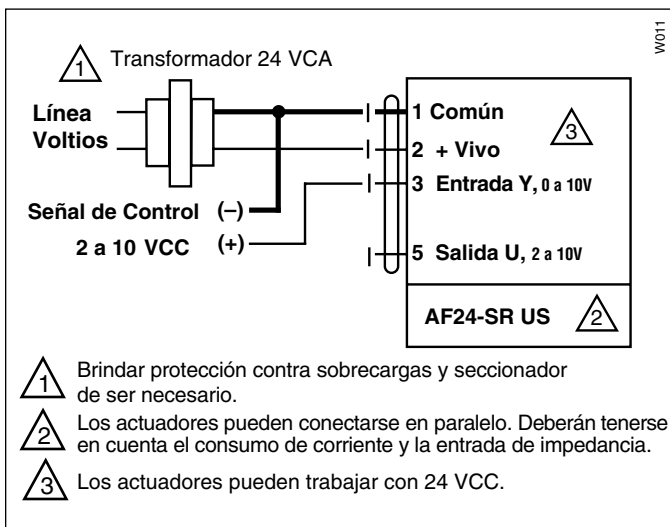 W011
1 Transformador 24 VCA
Línea
Voltios
1 Común
3
2 + Vivo
3 Entrada Y, 0 a 10V
Señal de Control (–)
2 a 10 VCC (+)
5 Salida U, 2 a 10V
AF24-SR US 2
1 Brindar protección contra sobrecargas y seccionador
de ser necesario.
2 Los actuadores pueden conectarse en paralelo. Deberán tenerse
en cuenta el consumo de corriente y la entrada de impedancia.
3 Los actuadores pueden trabajar con 24 VCC.